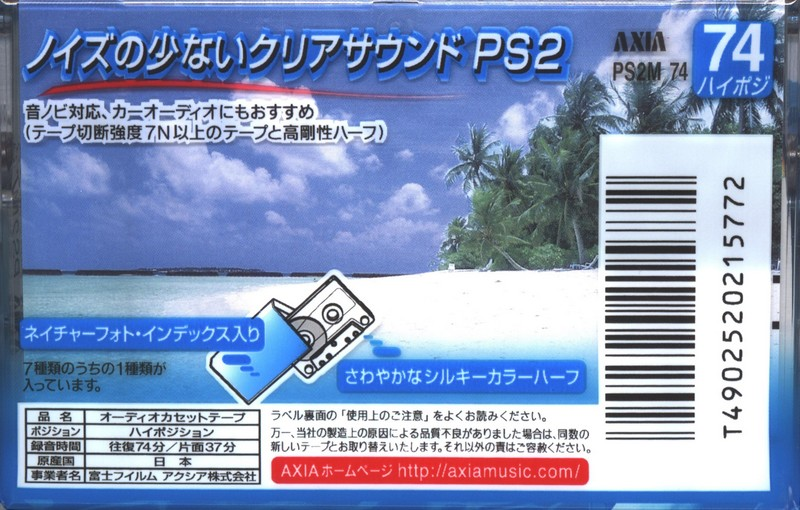 ノイズの少ないクリアサウンド PS2
AXIA
PS2M 74
74
ハイポジ
音ノビ対応、カーオーディオにもおすすめ
(テープ切断強度7N以上のテープと高剛性ハーフ)
T4902520215772
ネイチャーフォト・インデックス入り
7種類のうちの1種類が
入っています。
さわやかなシルキーカラーハーフ
品名 オーディオカセットテープ
ポジション ハイポジション
録音時間 往復74分/片面37分
原産国 日本
事業者名 富士フイルム アクシア株式会社
ラベル裏面の「使用上のご注意」をよくお読みください。
万一、当社の製造上の原因による品質不良がありました場合は、同数の
新しいテープとお取り替えいたします。それ以外の責はご容赦ください。
AXIAホームページ http://axiamusic.com/